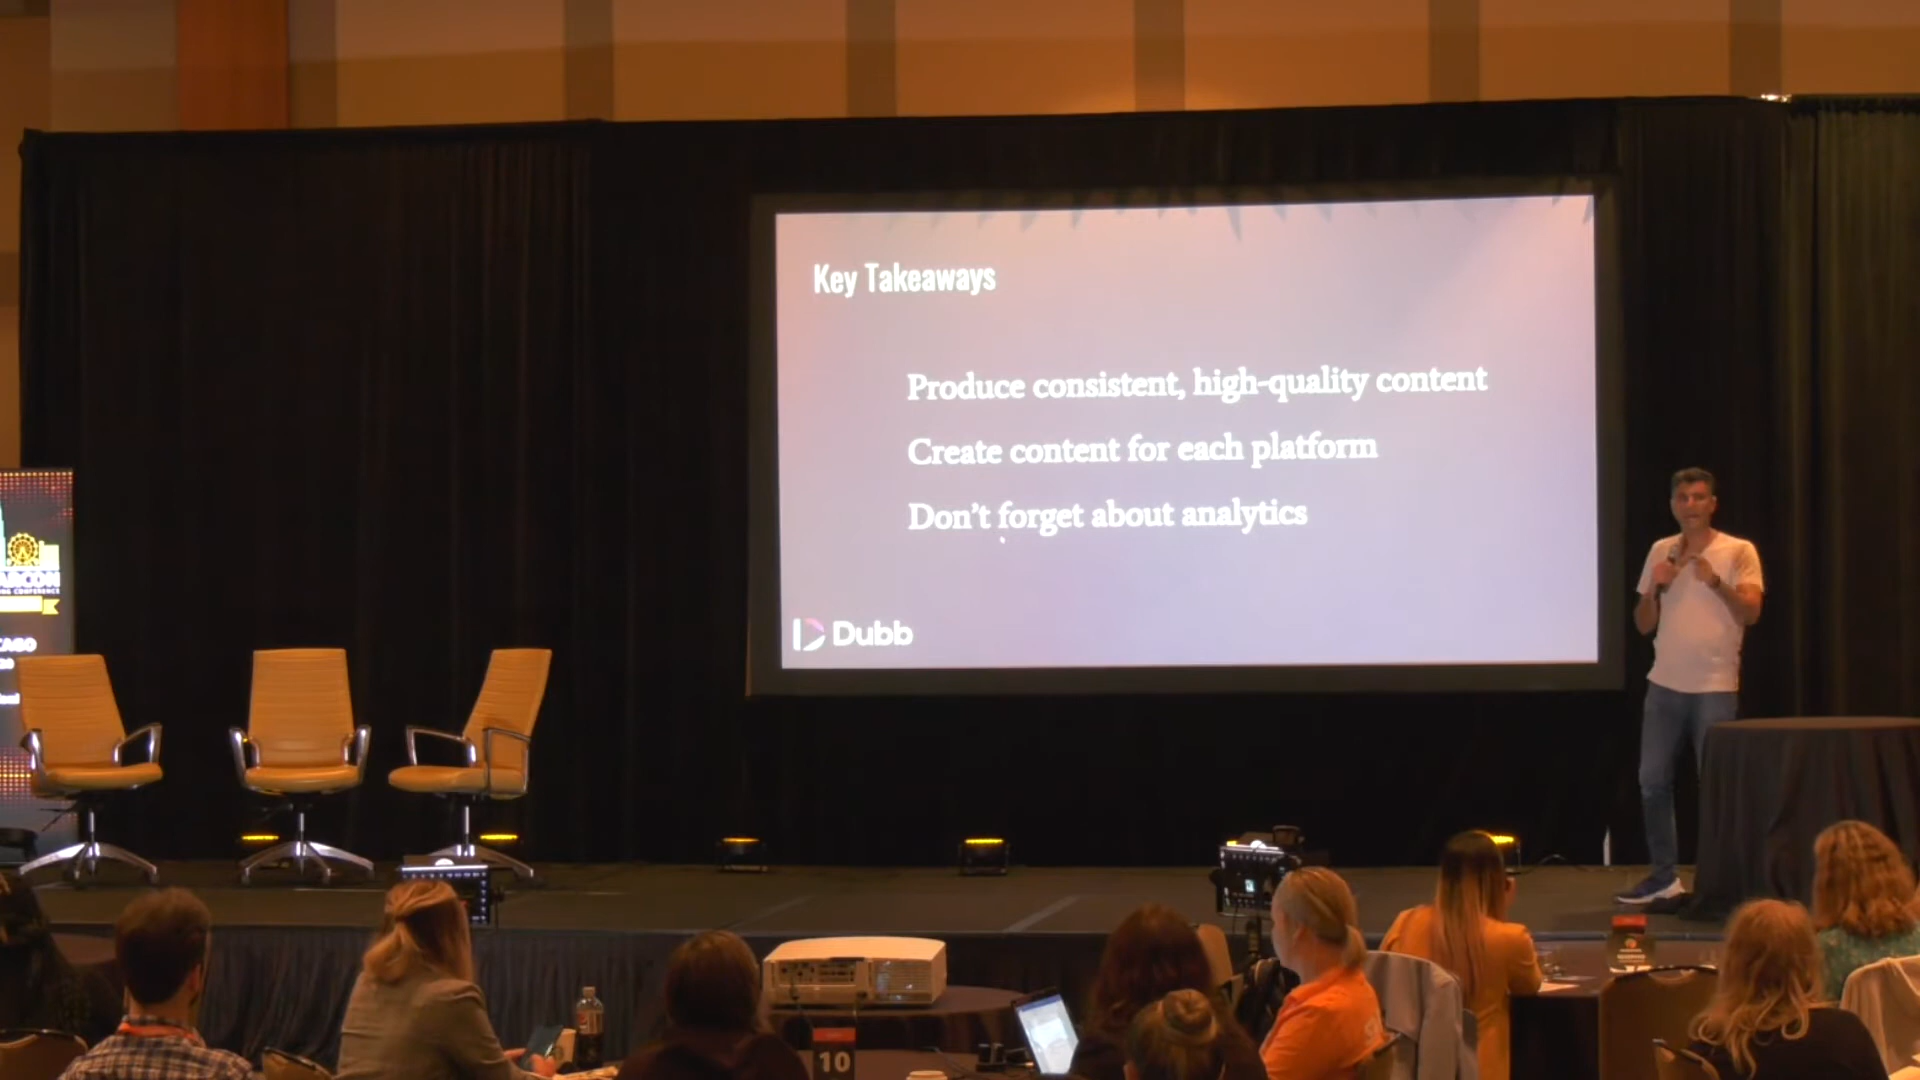 Key Takeaways
Produce consistent, high-quality content
Create content for each platform
Don't forget about analytics
Dubb
10